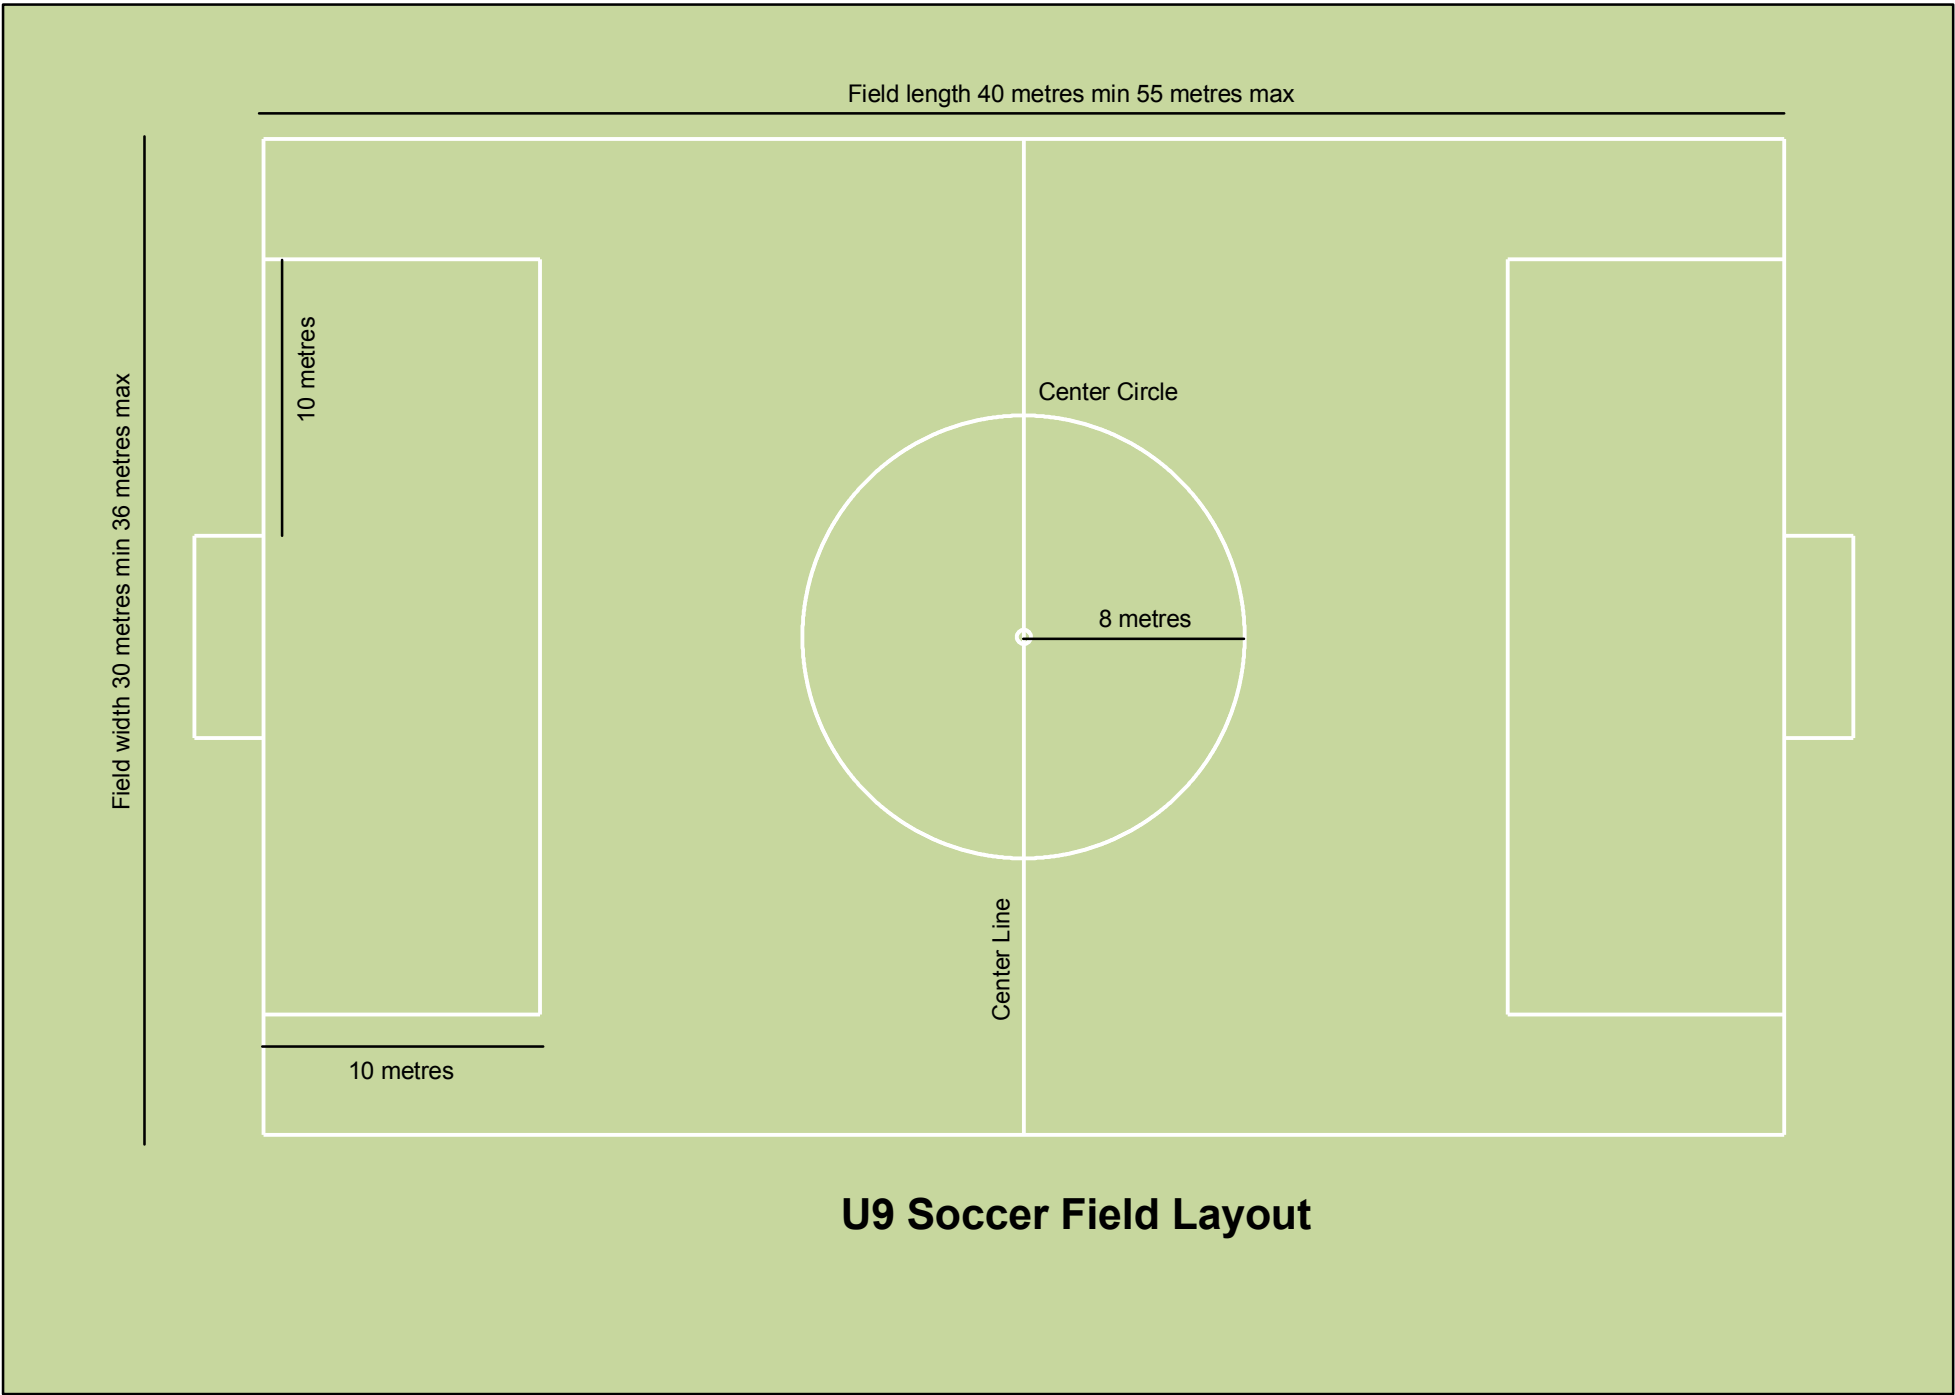 Field length 40 metres min 55 metres max
10 metres
Field width 30 metres min 36 metres max
Center Circle
8 metres
Center Line
10 metres
U9 Soccer Field Layout